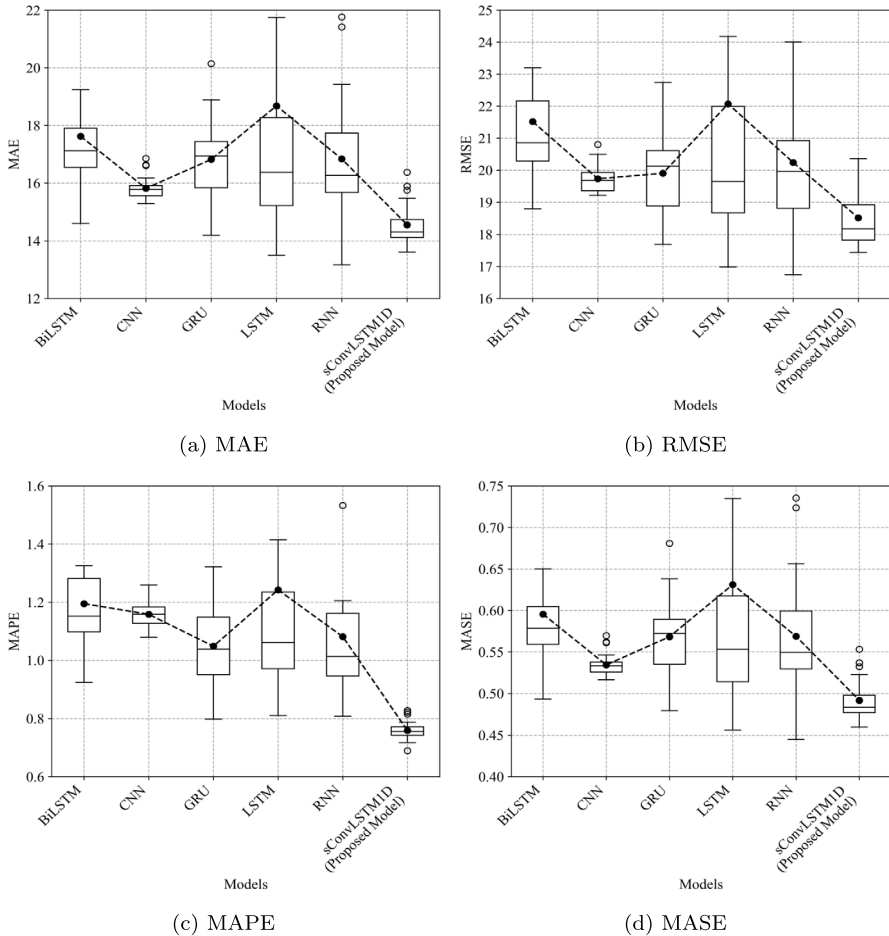 22
20
18
16
14
12
MAE
BiLSTM
CNN
GRU
LSTM
RNN
sConvLSTM1D
(Proposed Model)
Models
(a) MAE
25
24
23
22
21
20
19
18
17
16
RMSE
BiLSTM
CNN
GRU
LSTM
RNN
sConvLSTM1D
(Proposed Model)
Models
(b) RMSE
1.6
1.4
1.2
1.0
0.8
0.6
MAPE
BiLSTM
CNN
GRU
LSTM
RNN
sConvLSTM1D
(Proposed Model)
Models
(c) MAPE
0.75
0.70
0.65
0.60
0.55
0.50
0.45
0.40
MASE
BiLSTM
CNN
GRU
LSTM
RNN
sConvLSTM1D
(Proposed Model)
Models
(d) MASE